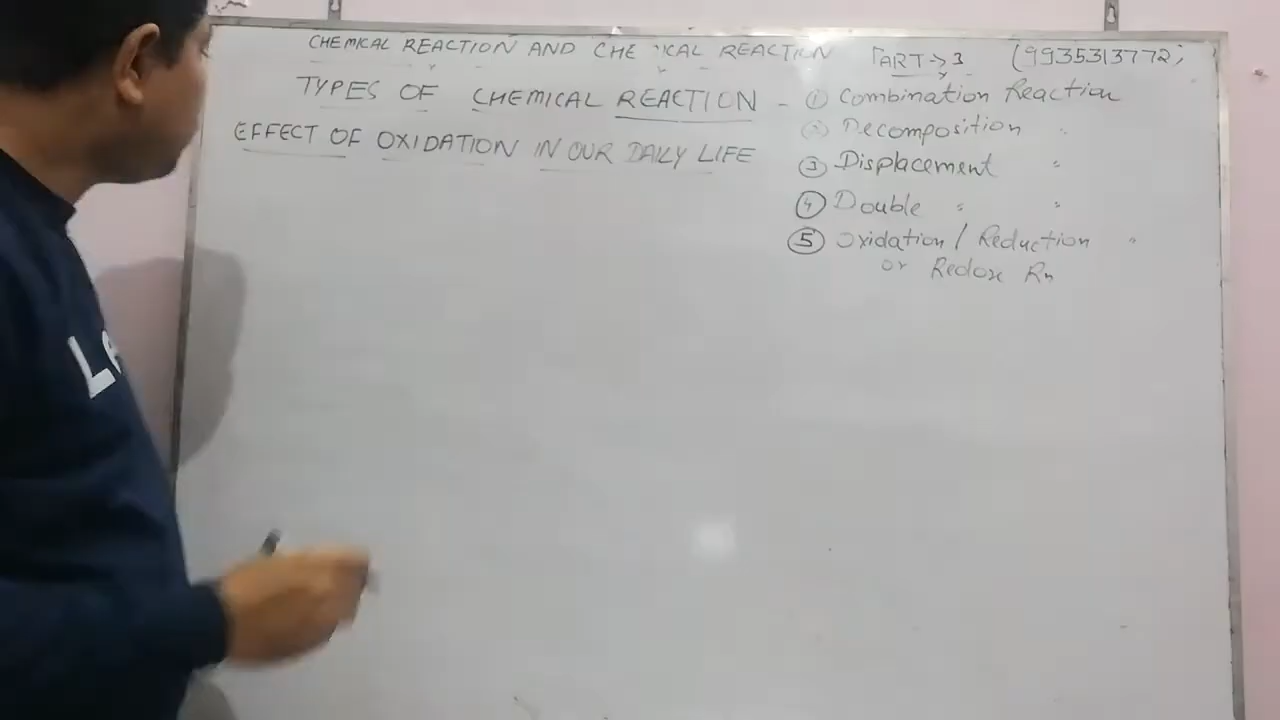 CHEMICAL REACTION AND CHE ICAL REACTION PART → 3 (9935313772)
TYPES OF CHEMICAL REACTION - ① Combination Reaction
② Decomposition "
EFFECT OF OXIDATION IN OUR DAILY LIFE
③ Displacement "
④ Double " "
⑤ Oxidation / Reduction "
or Redox Rn
L